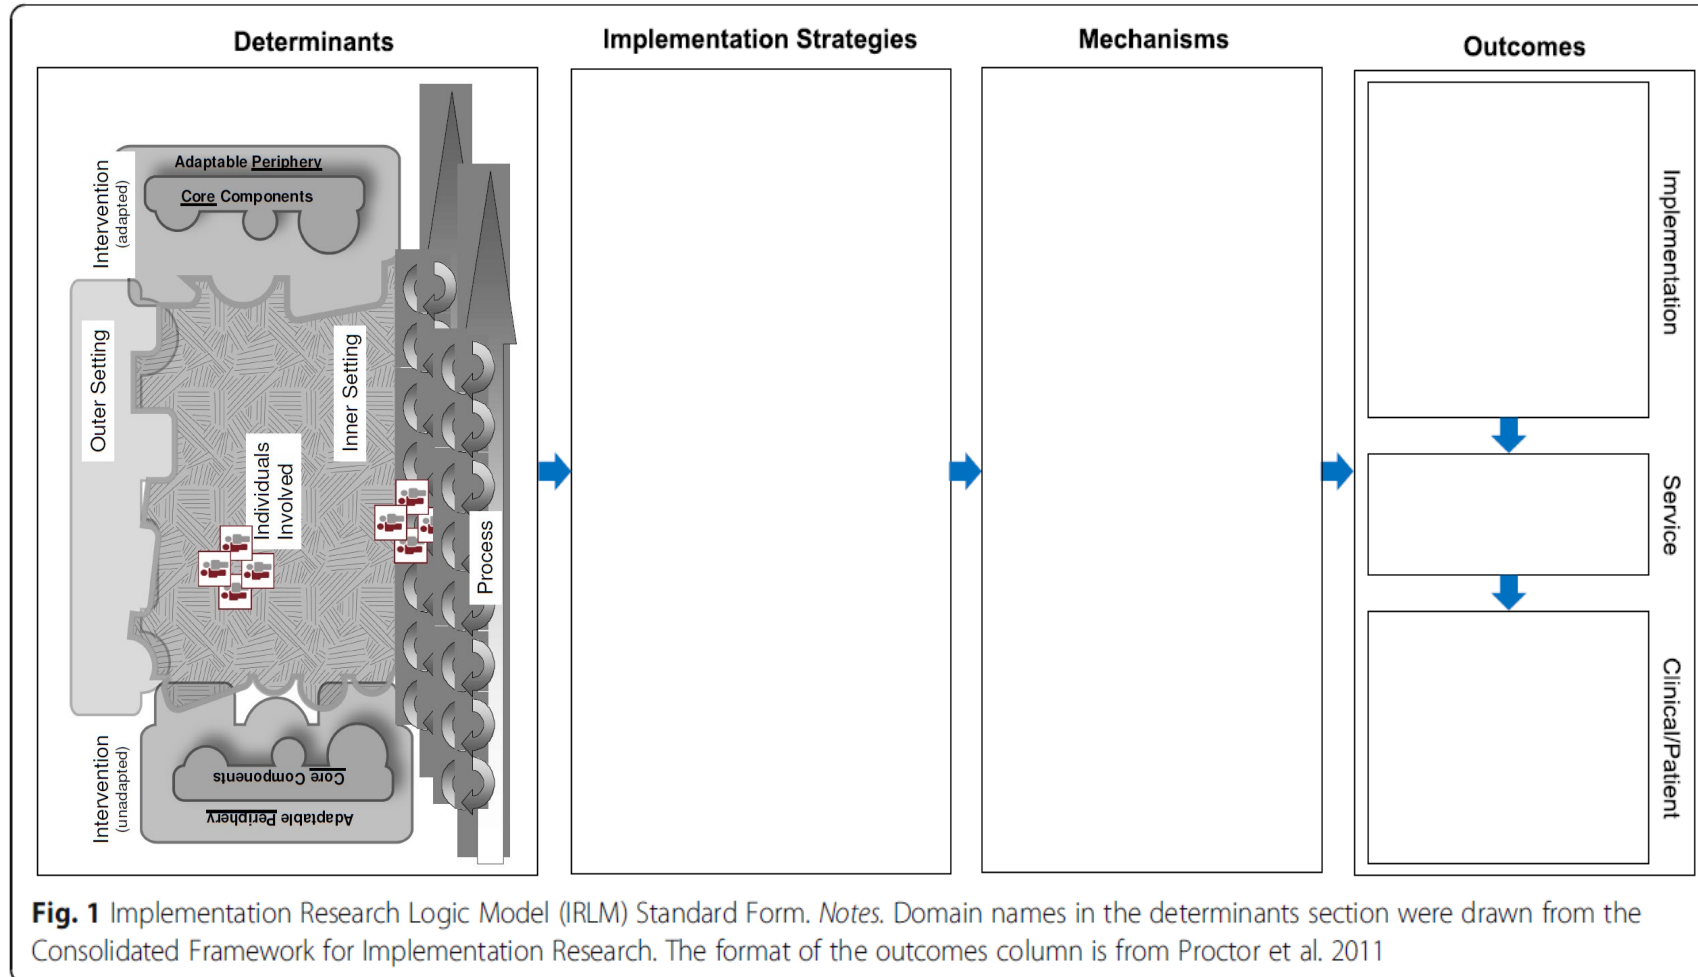 Determinants
Implementation Strategies
Mechanisms
Outcomes
Intervention
(adapted)
Adaptable Periphery
Core Components
Outer Setting
Inner Setting
Individuals
Involved
Process
Intervention
(unadapted)
Core Components
Adaptable Periphery
Implementation
Service
Clinical/Patient
Fig. 1 Implementation Research Logic Model (IRLM) Standard Form. Notes. Domain names in the determinants section were drawn from the
Consolidated Framework for Implementation Research. The format of the outcomes column is from Proctor et al. 2011